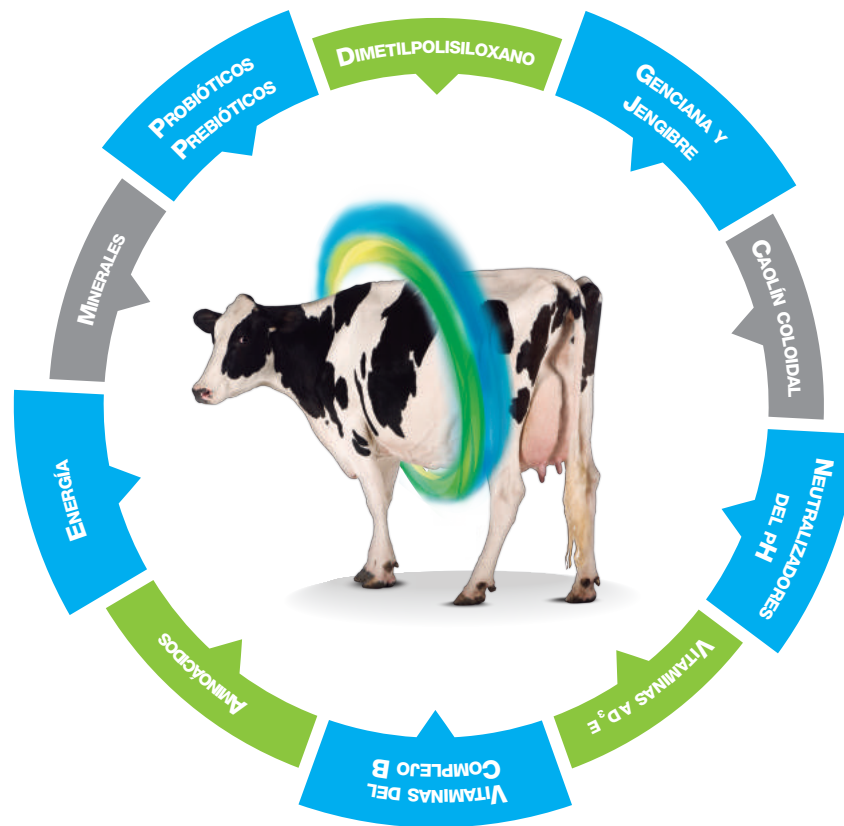 Dimetilpolisiloxano
Genciana y
Jengibre
Caolín coloidal
Neutralizadores
del pH
Vitaminas A D₃ E
Vitaminas del
Complejo B
Aminoácidos
Energía
Minerales
Probióticos
Prebióticos